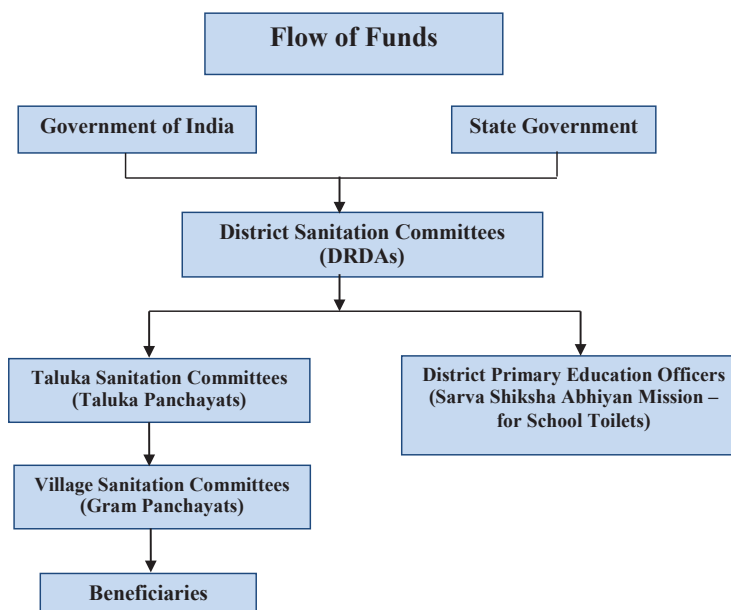 Flow of Funds
Government of India
State Government
District Sanitation Committees
(DRDAs)
Taluka Sanitation Committees
(Taluka Panchayats)
District Primary Education Officers
(Sarva Shiksha Abhiyan Mission –
for School Toilets)
Village Sanitation Committees
(Gram Panchayats)
Beneficiaries